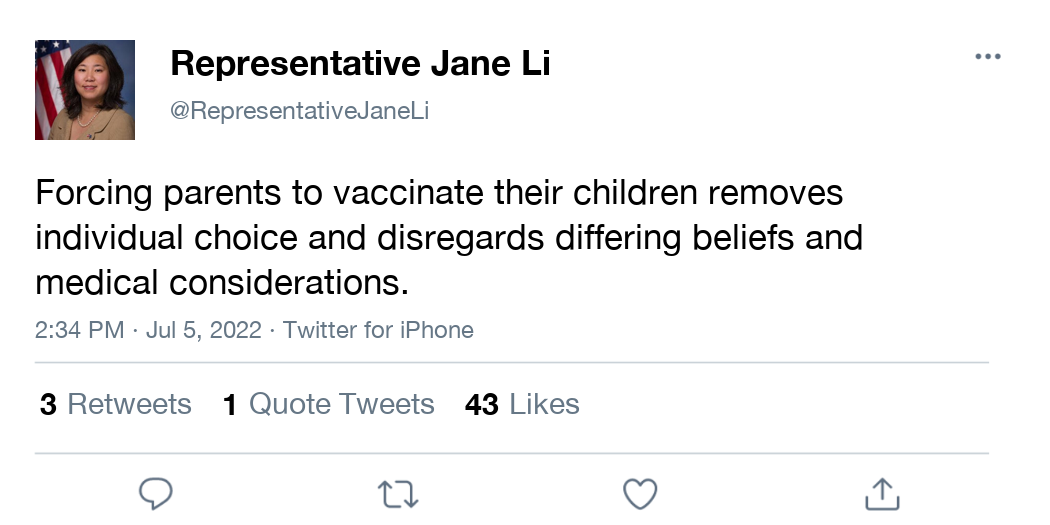 Representative Jane Li
@RepresentativeJaneLi
Forcing parents to vaccinate their children removes
individual choice and disregards differing beliefs and
medical considerations.
2:34 PM · Jul 5, 2022 · Twitter for iPhone
3 Retweets 1 Quote Tweets 43 Likes